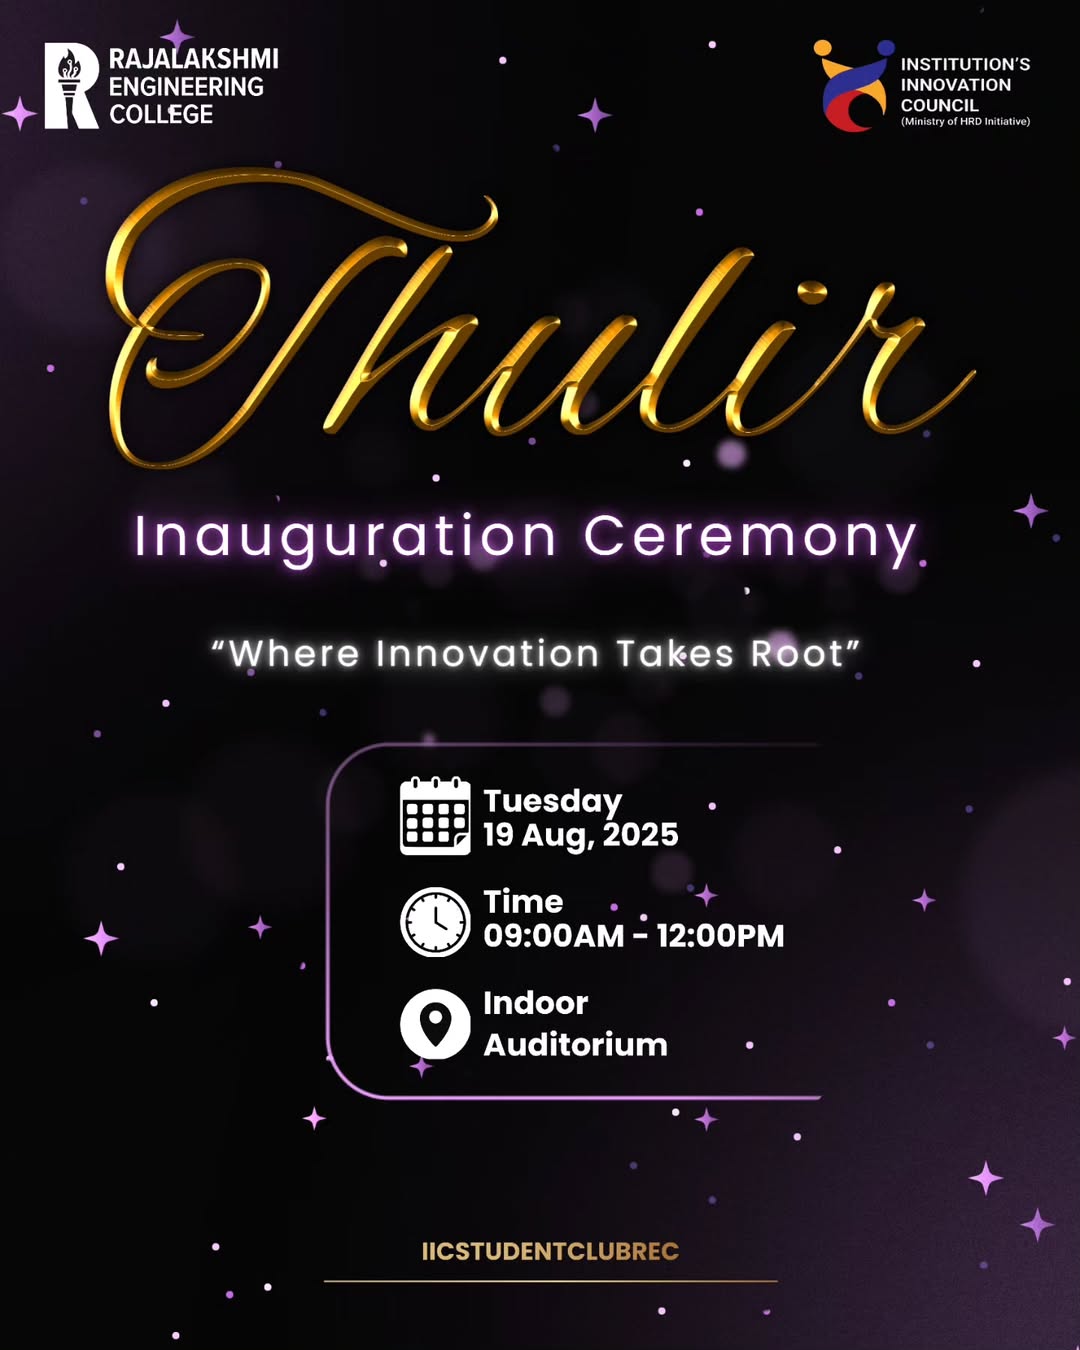 RAJALAKSHMI
ENGINEERING
COLLEGE
INSTITUTION'S
INNOVATION
COUNCIL
(Ministry of HRD Initiative)
Thulir
Inauguration Ceremony
“Where Innovation Takes Root”
Tuesday
19 Aug, 2025
Time
09:00AM - 12:00PM
Indoor
Auditorium
IICSTUDENTCLUBREC